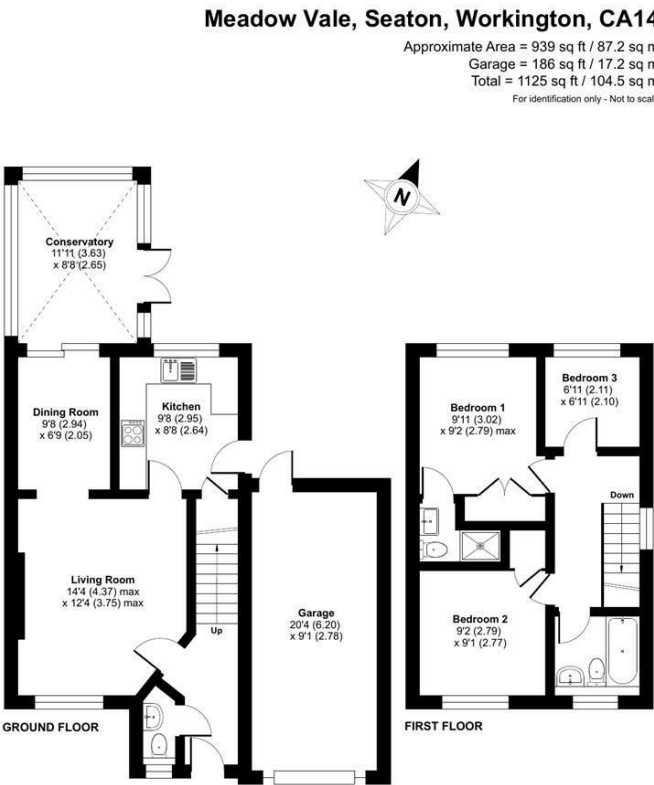 Meadow Vale, Seaton, Workington, CA14
Approximate Area = 939 sq ft / 87.2 sq m
Garage = 186 sq ft / 17.2 sq m
Total = 1125 sq ft / 104.5 sq m
For identification only - Not to scal
N
Conservatory
11'11 (3.63)
x 8'8 (2.65)
Dining Room
9'8 (2.94)
x 6'9 (2.05)
Kitchen
9'8 (2.95)
x 8'8 (2.64)
Living Room
14'4 (4.37) max
x 12'4 (3.75) max
Up
Garage
20'4 (6.20)
x 9'1 (2.78)
GROUND FLOOR
Bedroom 1
9'11 (3.02)
x 9'2 (2.79) max
Bedroom 3
6'11 (2.11)
x 6'11 (2.10)
Down
Bedroom 2
9'2 (2.79)
x 9'1 (2.77)
FIRST FLOOR